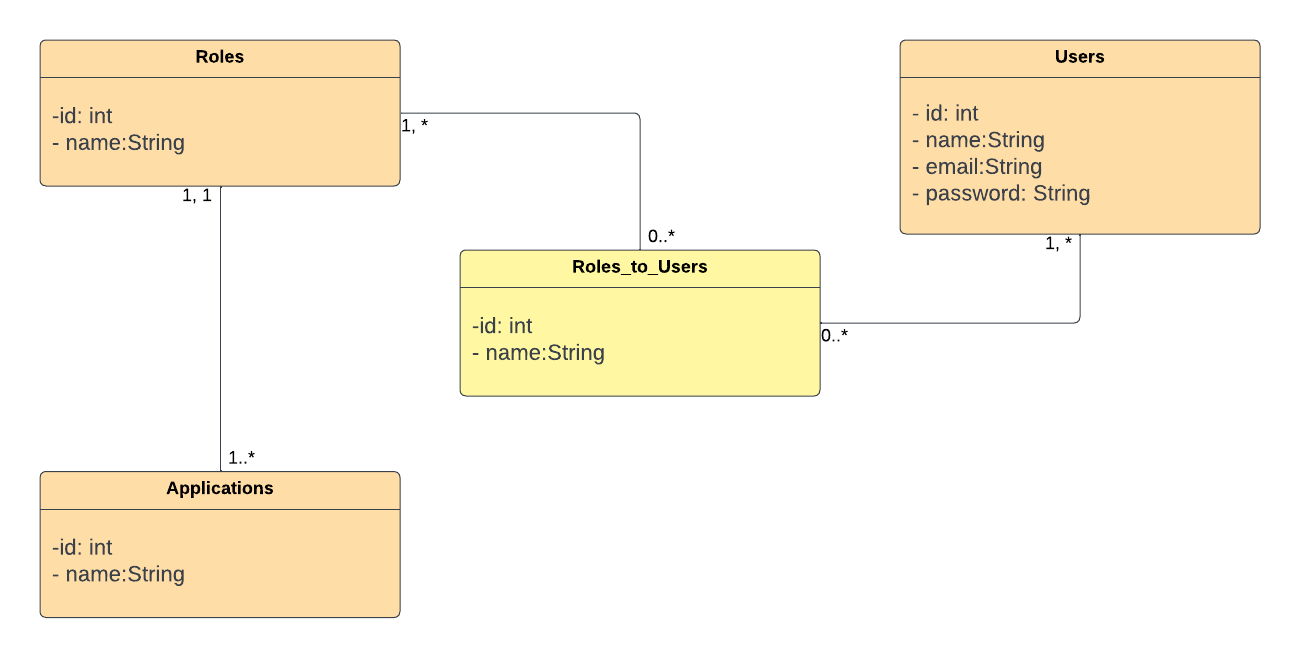 Roles
-id: int
- name:String
1, *
1, 1
Users
- id: int
- name:String
- email:String
- password: String
1, *
0..*
Roles_to_Users
-id: int
- name:String
0..*
1..*
Applications
-id: int
- name:String